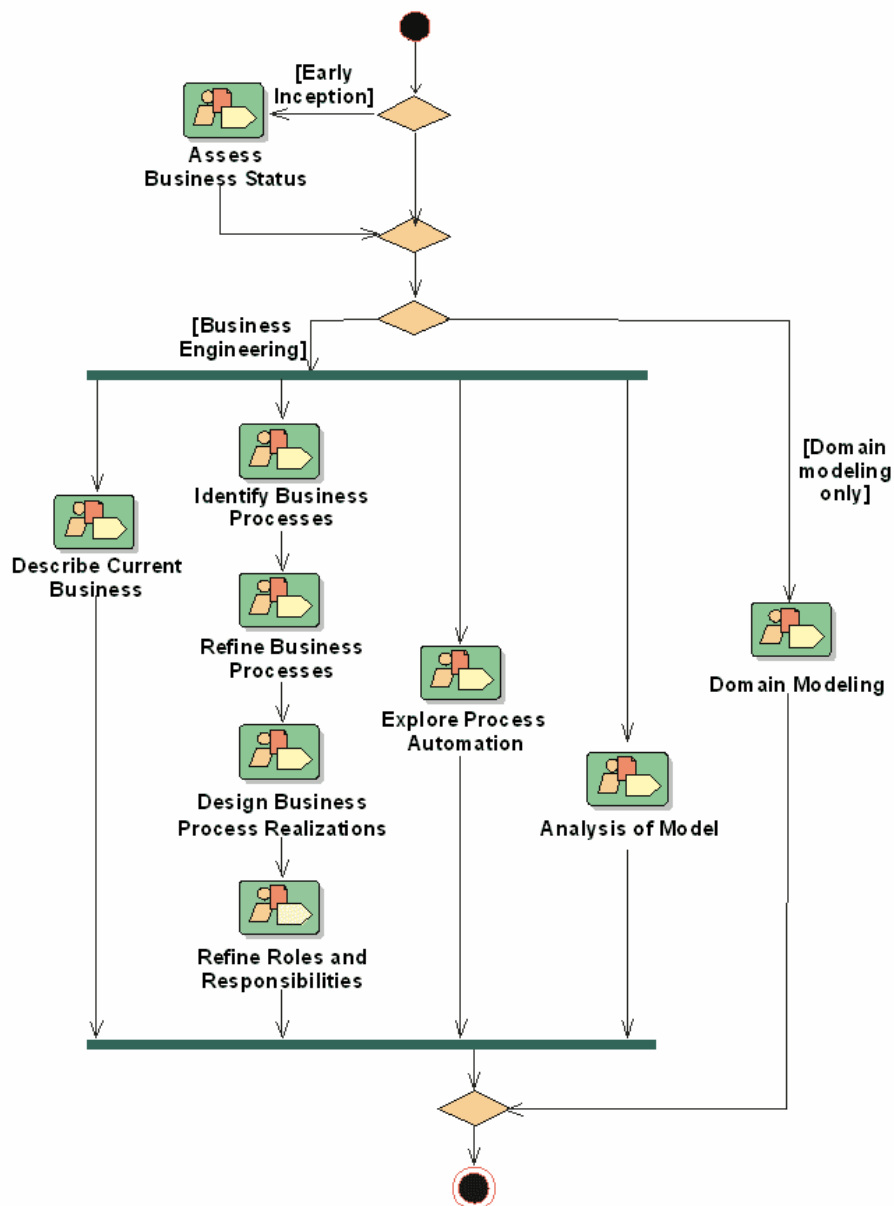 [Early
Inception]
Assess
Business Status
[Business
Engineering]
[Domain
modeling
only]
Identify Business
Processes
Describe Current
Business
Refine Business
Processes
Explore Process
Automation
Domain Modeling
Design Business
Process Realizations
Analysis of Model
Refine Roles and
Responsibilities